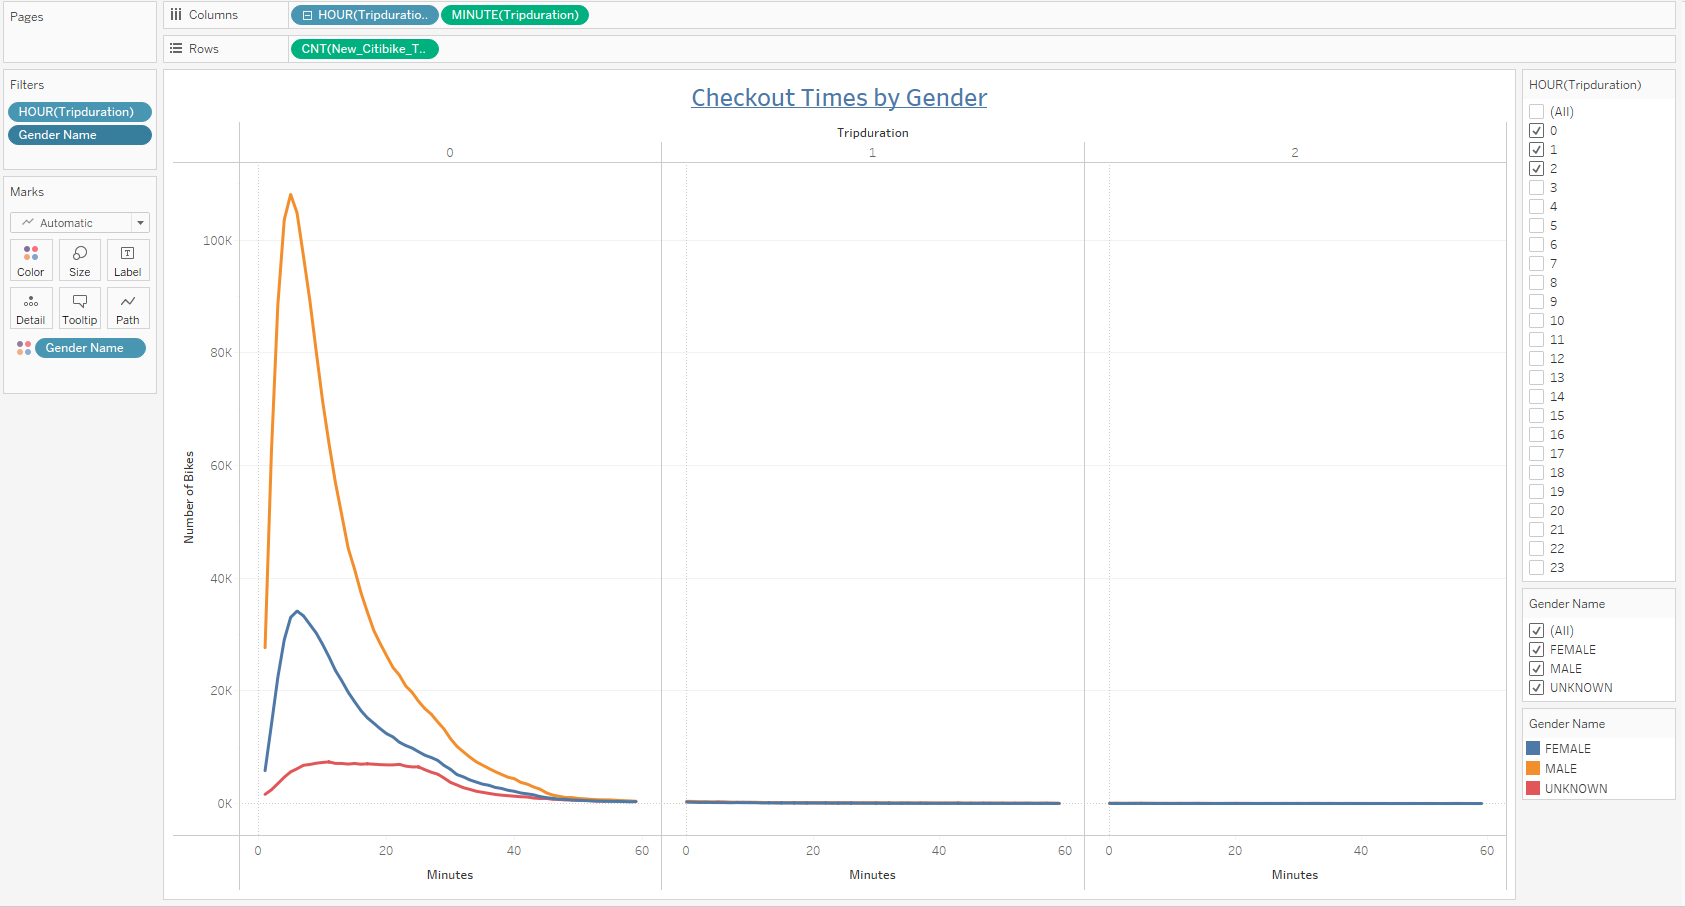 Pages
Columns
HOUR(Tripduratio..
MINUTE(Tripduration)
Rows
CNT(New_Citibike_T..
Filters
HOUR(Tripduration)
Gender Name
Marks
Automatic
Color
Size
Label
Detail
Tooltip
Path
Gender Name
Checkout Times by Gender
Tripduration
0
1
2
Number of Bikes
100K
80K
60K
40K
20K
0K
0
20
40
60
0
20
40
60
0
20
40
60
Minutes
Minutes
Minutes
HOUR(Tripduration)
(All)
0
1
2
3
4
5
6
7
8
9
10
11
12
13
14
15
16
17
18
19
20
21
22
23
Gender Name
(All)
FEMALE
MALE
UNKNOWN
Gender Name
FEMALE
MALE
UNKNOWN